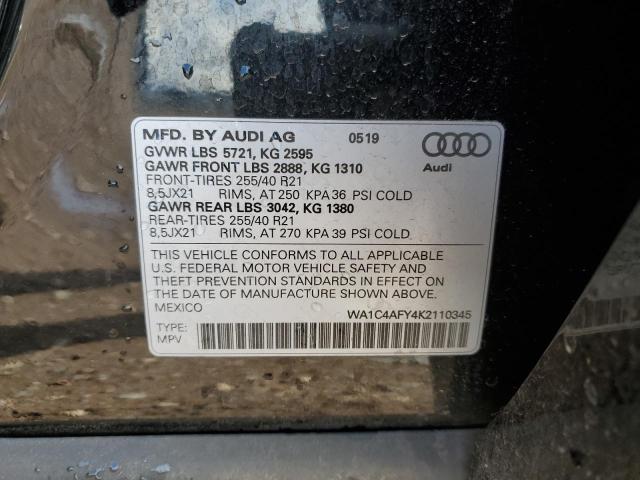 MFD. BY AUDI AG 0519
GVWR LBS 5721, KG 2595
GAWR FRONT LBS 2888, KG 1310
FRONT-TIRES 255/40 R21
8,5JX21 RIMS, AT 250 KPA 36 PSI COLD
GAWR REAR LBS 3042, KG 1380
REAR-TIRES 255/40 R21
8,5JX21 RIMS, AT 270 KPA 39 PSI COLD
Audi
THIS VEHICLE CONFORMS TO ALL APPLICABLE
U.S. FEDERAL MOTOR VEHICLE SAFETY AND
THEFT PREVENTION STANDARDS IN EFFECT ON
THE DATE OF MANUFACTURE SHOWN ABOVE.
MEXICO WA1C4AFY4K2110345
TYPE:
MPV